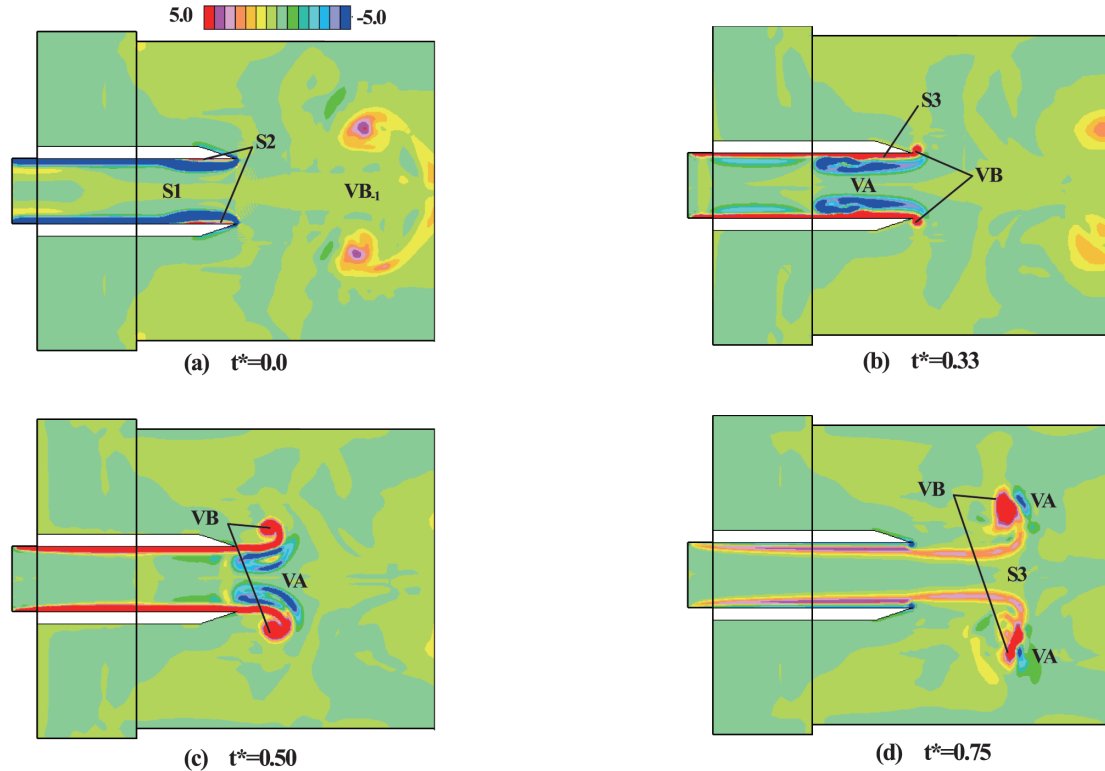 5.0 -5.0
S2
S1
VB-1
(a) t*=0.0
S3
VA
VB
(b) t*=0.33
VB
VA
(c) t*=0.50
VB
VA
S3
VA
(d) t*=0.75